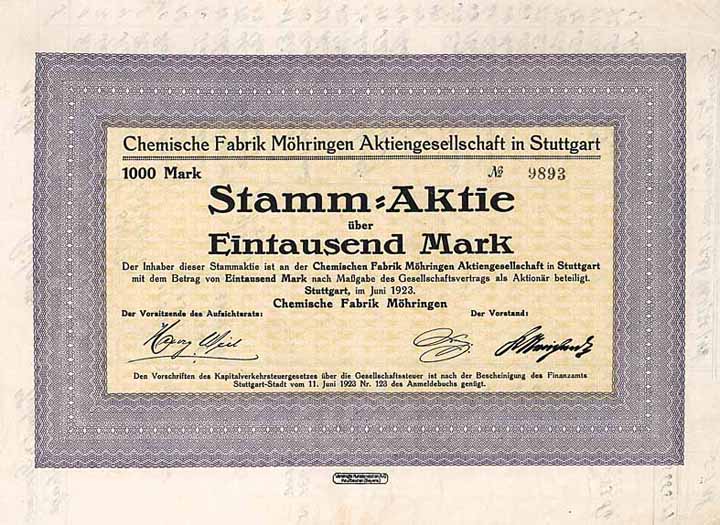 Chemische Fabrik Möhringen Aktiengesellschaft in Stuttgart
1000 Mark № 9893
Stamm=Aktie
über
Eintausend Mark
Der Inhaber dieser Stammaktie ist an der Chemischen Fabrik Möhringen Aktiengesellschaft in Stuttgart
mit dem Betrag von Eintausend Mark nach Maßgabe des Gesellschaftsvertrags als Aktionär beteiligt.
Stuttgart, im Juni 1923.
Chemische Fabrik Möhringen
Der Vorsitzende des Aufsichtsrats: Der Vorstand:
Den Vorschriften des Kapitalverkehrsteuergesetzes über die Gesellschaftssteuer ist nach der Bescheinigung des Finanzamts
Stuttgart-Stadt vom 11. Juni 1923 Nr. 123 des Anmeldebuchs genügt.